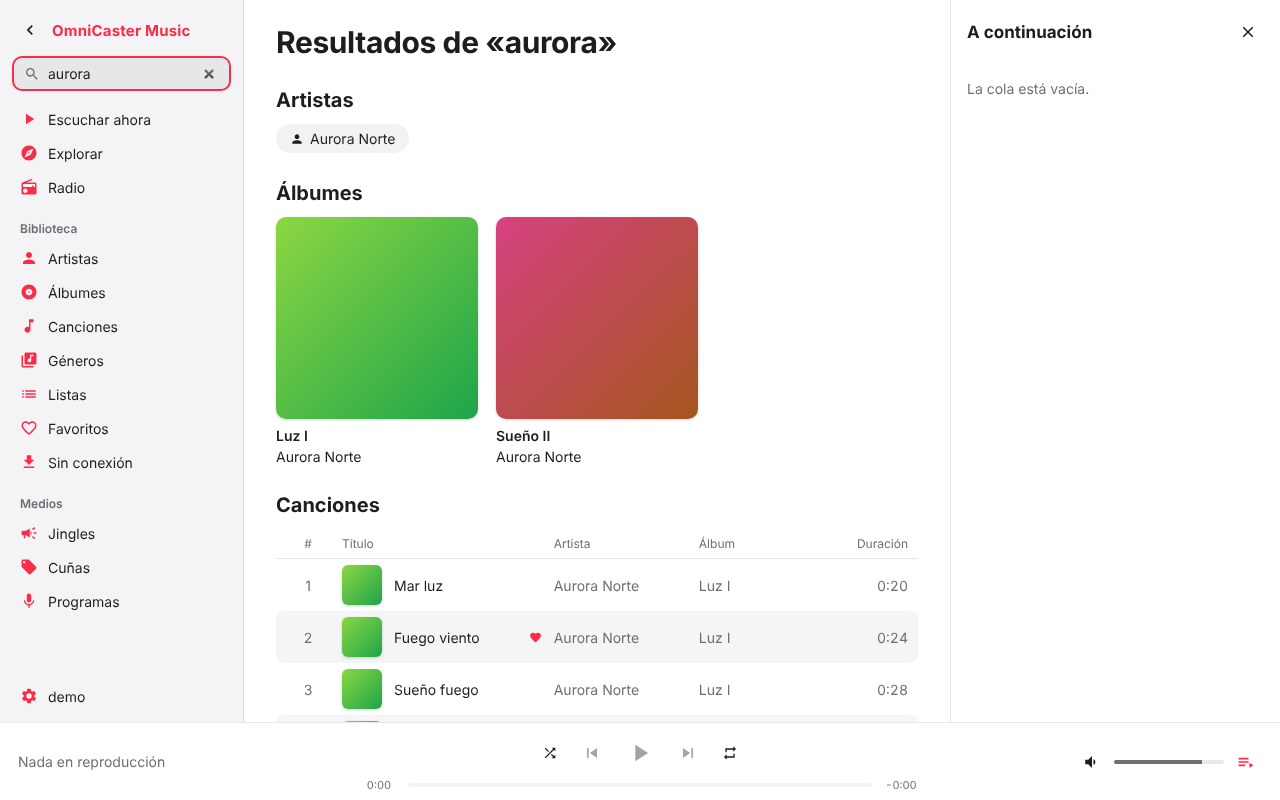 OmniCaster Music
aurora
Escuchar ahora
Explorar
Radio
Biblioteca
Artistas
Álbumes
Canciones
Géneros
Listas
Favoritos
Sin conexión
Medios
Jingles
Cuñas
Programas
demo
Resultados de «aurora»
Artistas
Aurora Norte
Álbumes
Luz I
Aurora Norte
Sueño II
Aurora Norte
Canciones
# Título Artista Álbum Duración
1 Mar luz Aurora Norte Luz I 0:20
2 Fuego viento Aurora Norte Luz I 0:24
3 Sueño fuego Aurora Norte Luz I 0:28
A continuación
La cola está vacía.
Nada en reproducción
0:00
-0:00